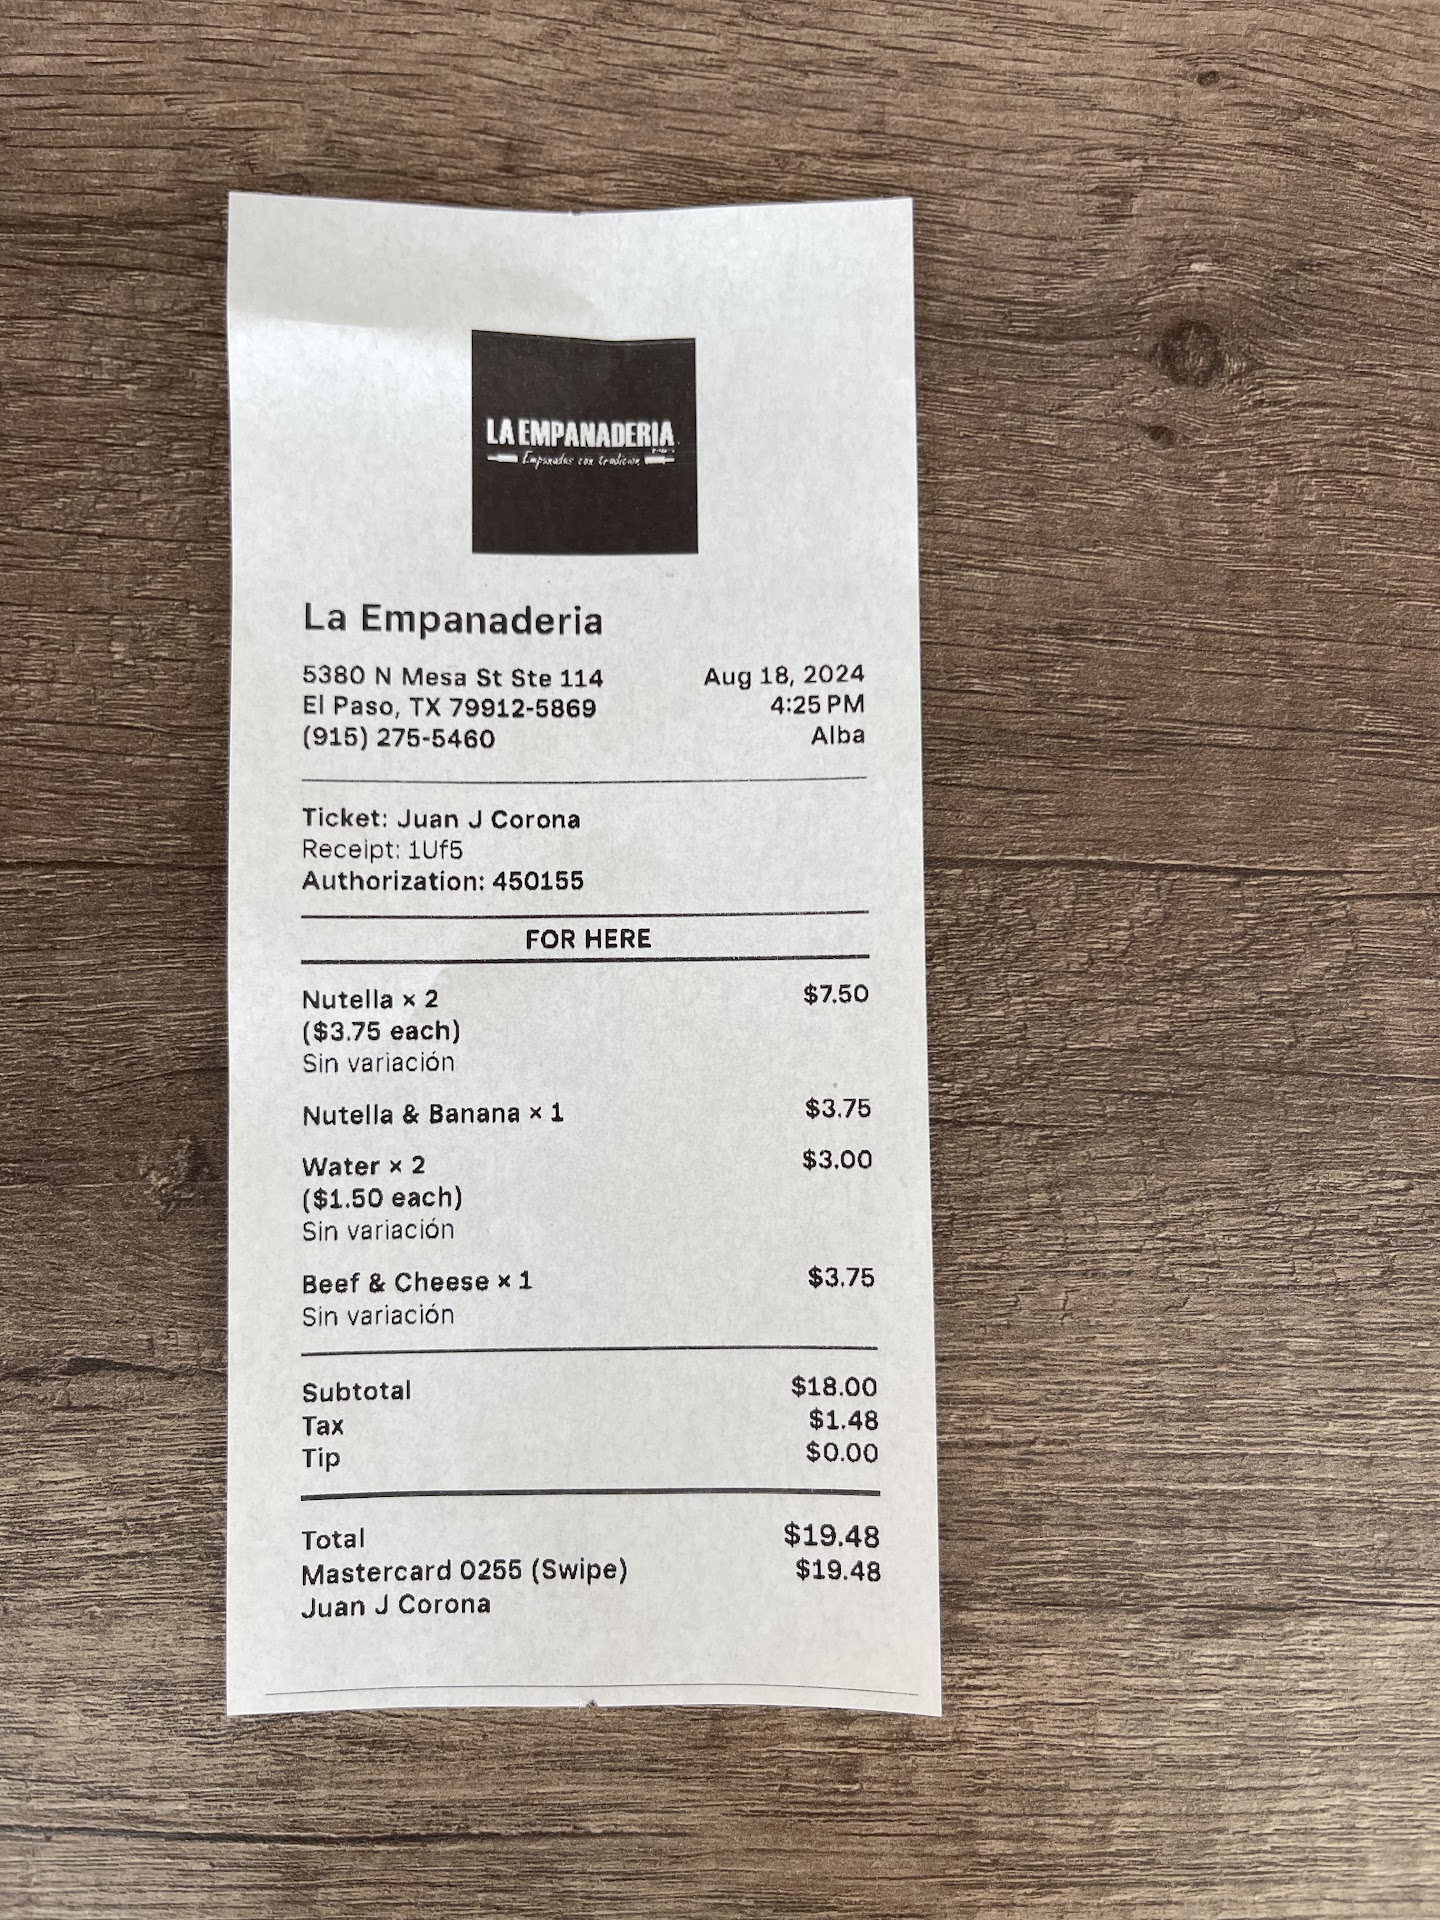 LA EMPANADERIA
Empanadas con tradicion
La Empanaderia
5380 N Mesa St Ste 114 Aug 18, 2024
El Paso, TX 79912-5869 4:25 PM
(915) 275-5460 Alba
Ticket: Juan J Corona
Receipt: 1Uf5
Authorization: 450155
FOR HERE
Nutella × 2 $7.50
($3.75 each)
Sin variación
Nutella & Banana × 1 $3.75
Water × 2 $3.00
($1.50 each)
Sin variación
Beef & Cheese × 1 $3.75
Sin variación
Subtotal $18.00
Tax $1.48
Tip $0.00
Total $19.48
Mastercard 0255 (Swipe) $19.48
Juan J Corona